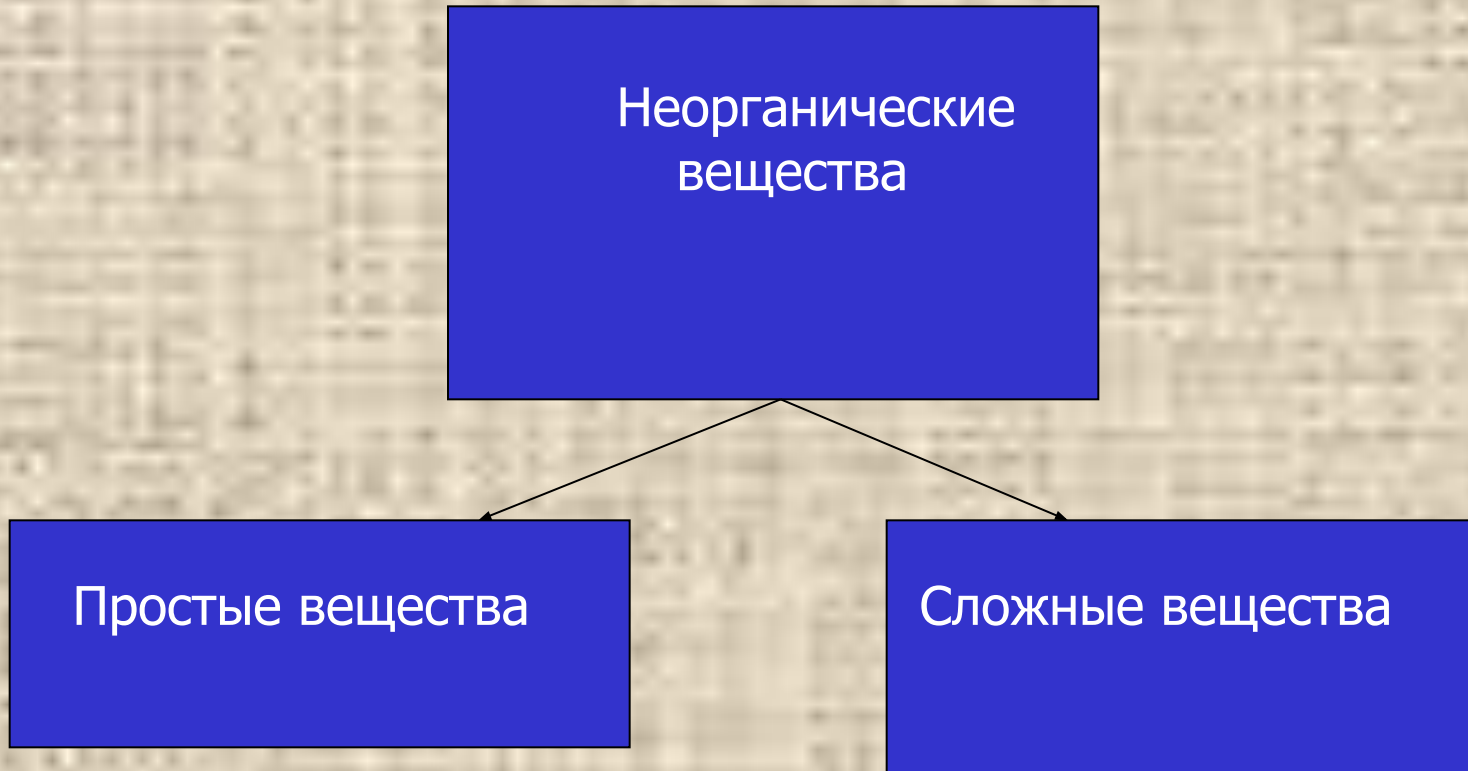 Неорганические
вещества
Простые вещества
Сложные вещества